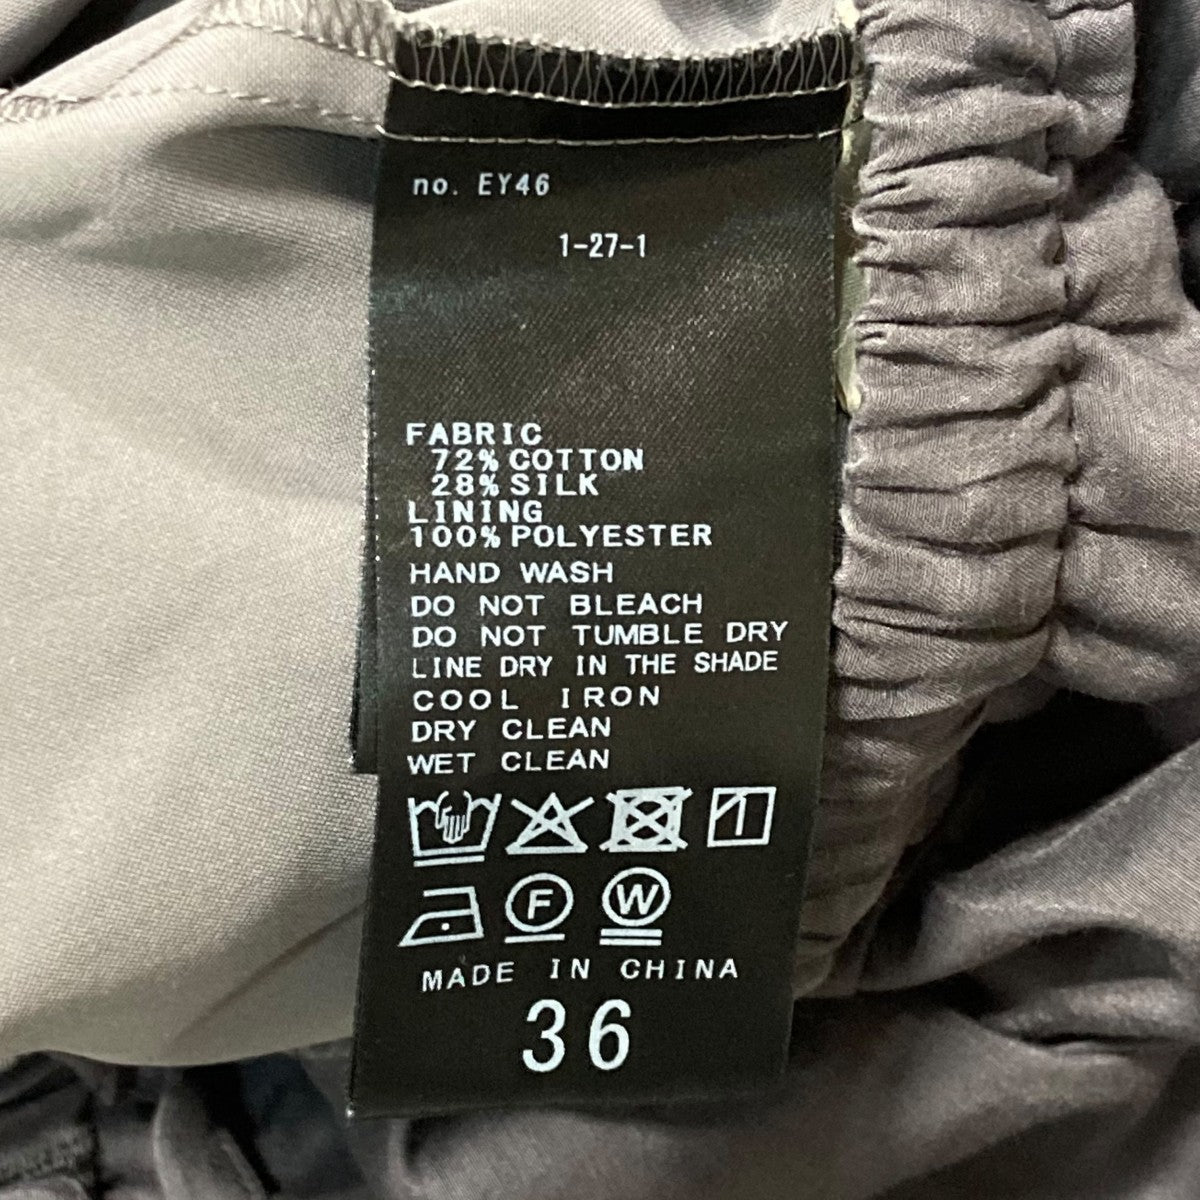 no. EY46
1-27-1
FABRIC
72% COTTON
28% SILK
LINING
100% POLYESTER
HAND WASH
DO NOT BLEACH
DO NOT TUMBLE DRY
LINE DRY IN THE SHADE
COOL IRON
DRY CLEAN
WET CLEAN
F W
MADE IN CHINA
36